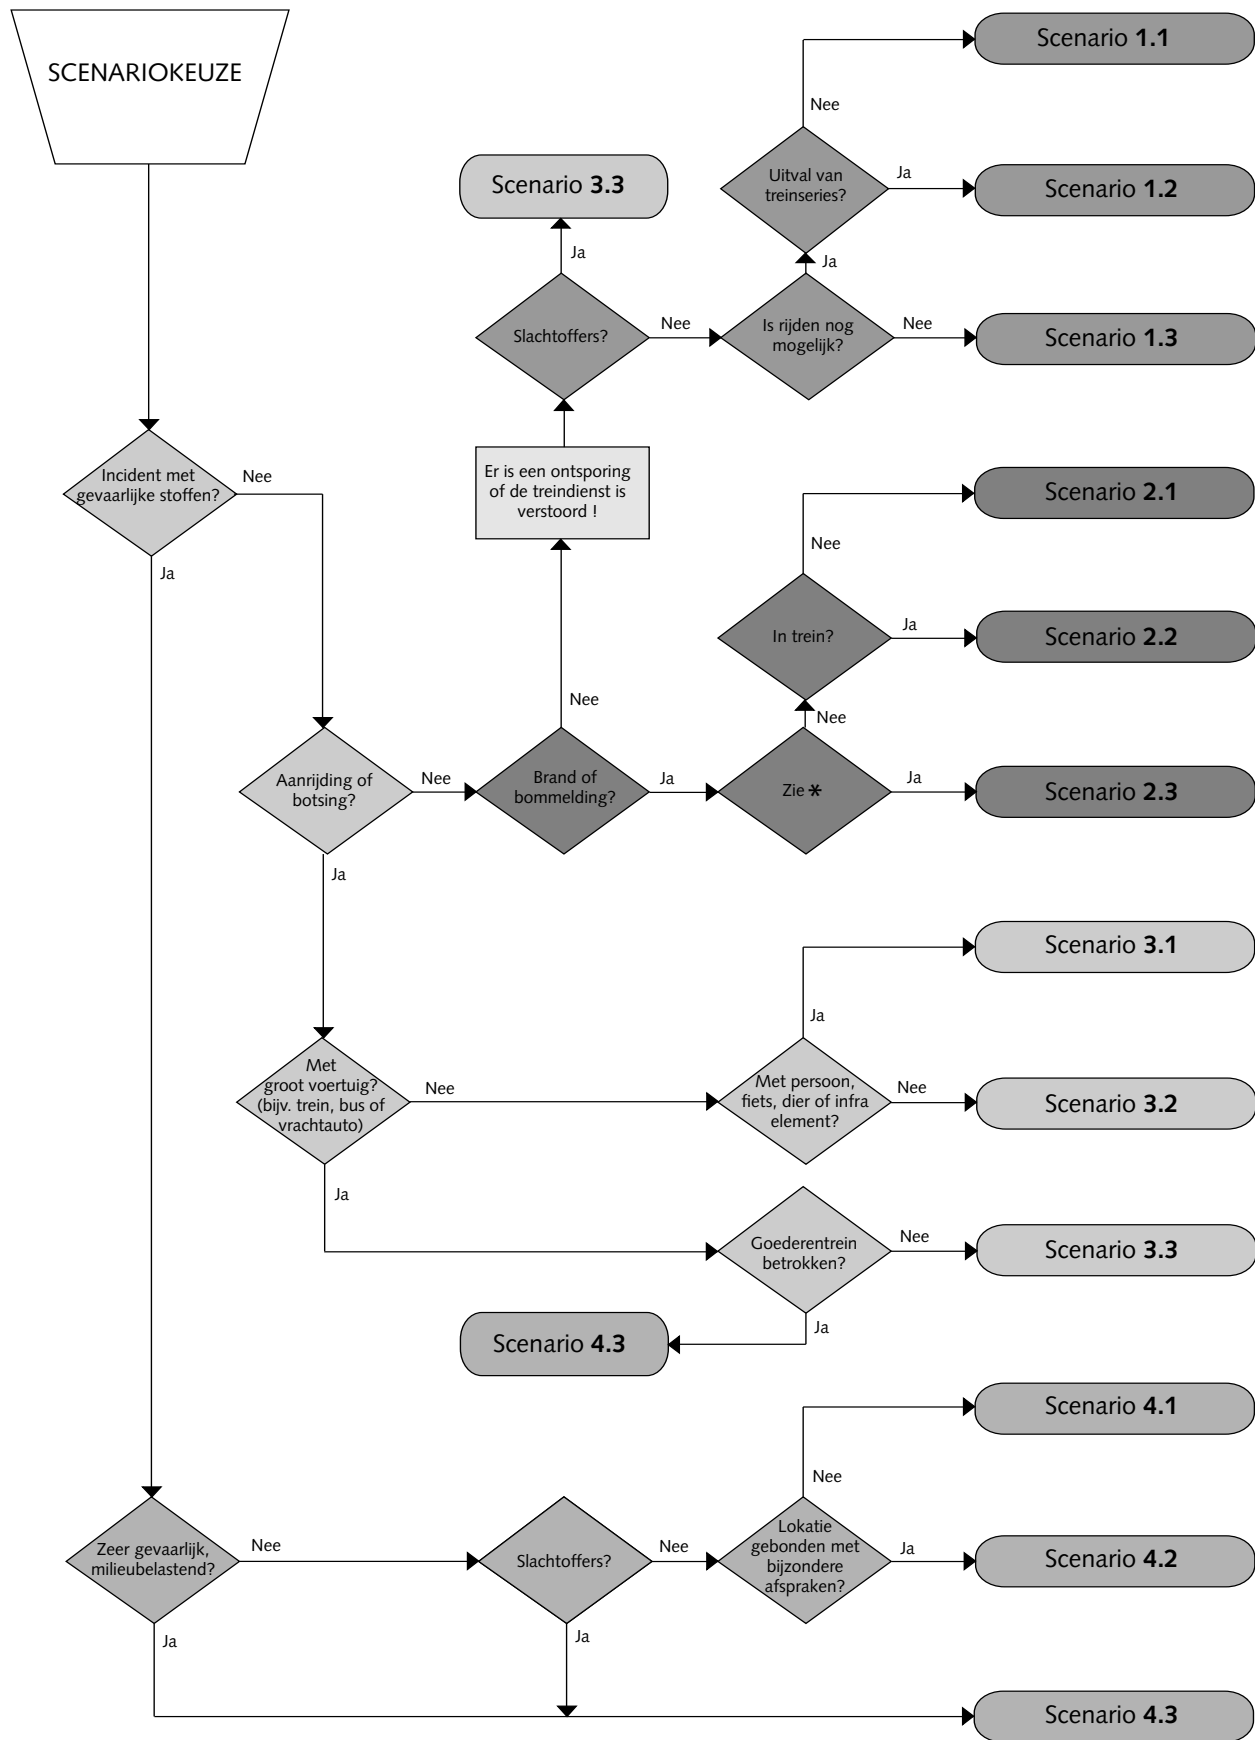 SCENARIOKEUZE
Scenario 1.1
Nee
Uitval van
treinseries?
Ja
Scenario 1.2
Scenario 3.3
Ja
Ja
Slachtoffers?
Nee
Is rijden nog
mogelijk?
Nee
Scenario 1.3
Incident met
gevaarlijke stoffen?
Nee
Ja
Er is een ontsporing
of de treindienst is
verstoord !
Scenario 2.1
Nee
In trein?
Ja
Scenario 2.2
Nee
Nee
Aanrijding of
botsing?
Nee
Brand of
bommelding?
Ja
Zie *
Ja
Scenario 2.3
Ja
Scenario 3.1
Ja
Met
groot voertuig?
(bijv. trein, bus of
vrachtauto)
Nee
Met persoon,
fiets, dier of infra
element?
Nee
Scenario 3.2
Ja
Goederentrein
betrokken?
Nee
Scenario 3.3
Ja
Scenario 4.3
Scenario 4.1
Nee
Zeer gevaarlijk,
milieubelastend?
Nee
Slachtoffers?
Nee
Lokatie
gebonden met
bijzondere
afspraken?
Ja
Scenario 4.2
Ja
Ja
Scenario 4.3